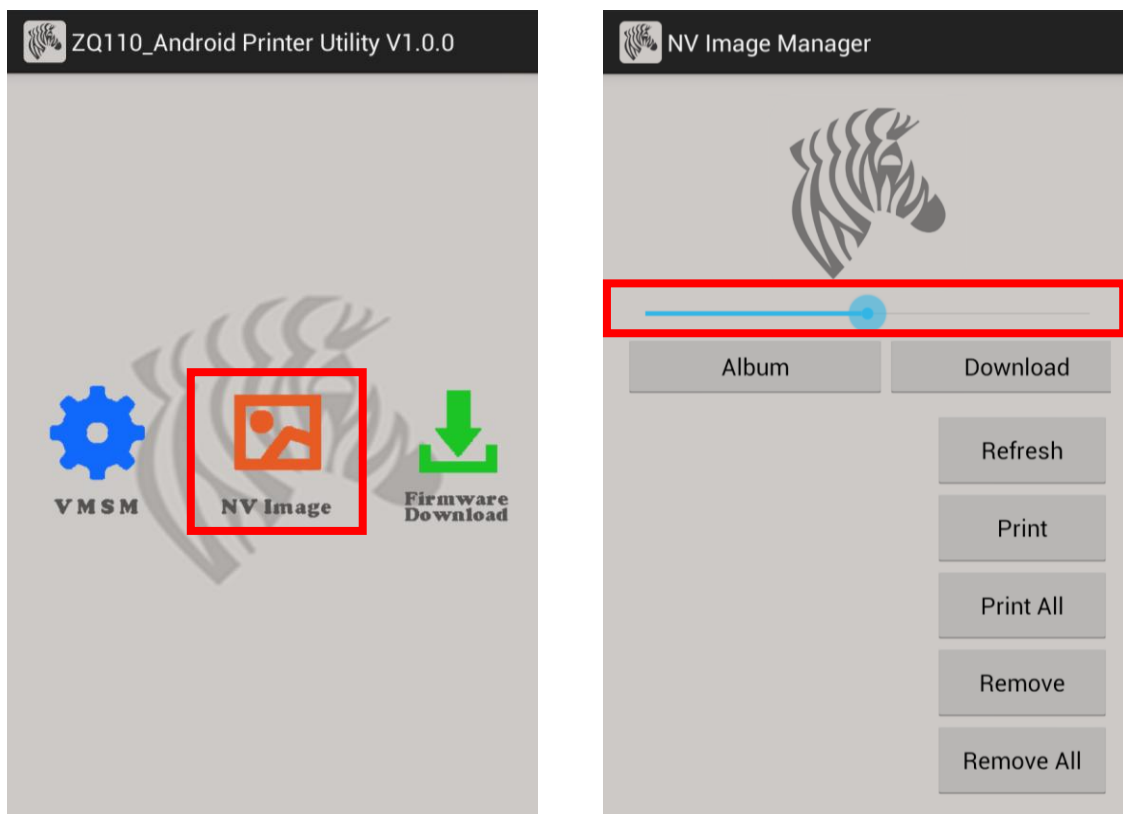 ZQ110_Android Printer Utility V1.0.0
VMSM
NV Image
Firmware
Download
NV Image Manager
Album
Download
Refresh
Print
Print All
Remove
Remove All